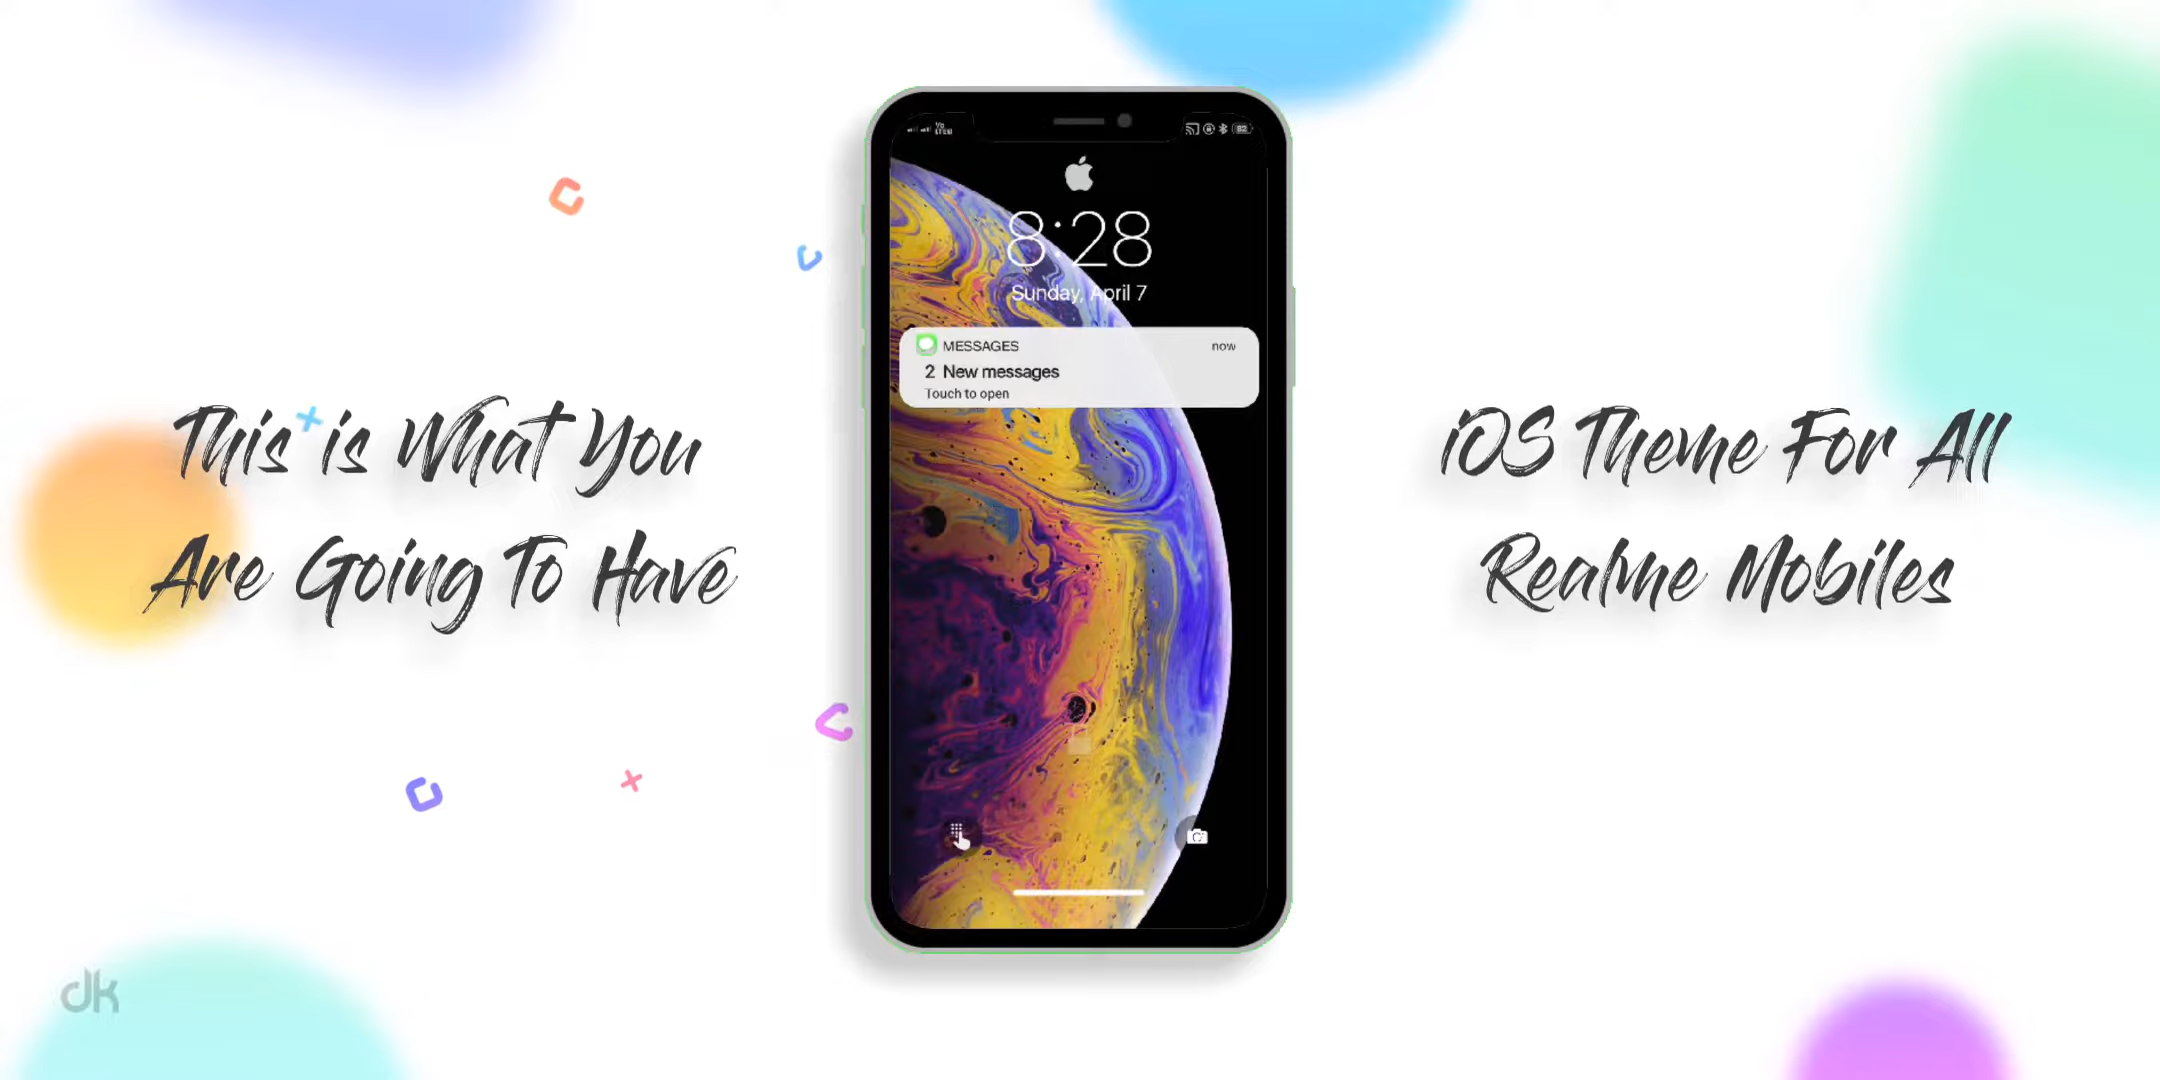 This is What You
Are Going To Have
82
8:28
Sunday, April 7
MESSAGES now
2 New messages
Touch to open
iOS Theme For All
Realme Mobiles
dk